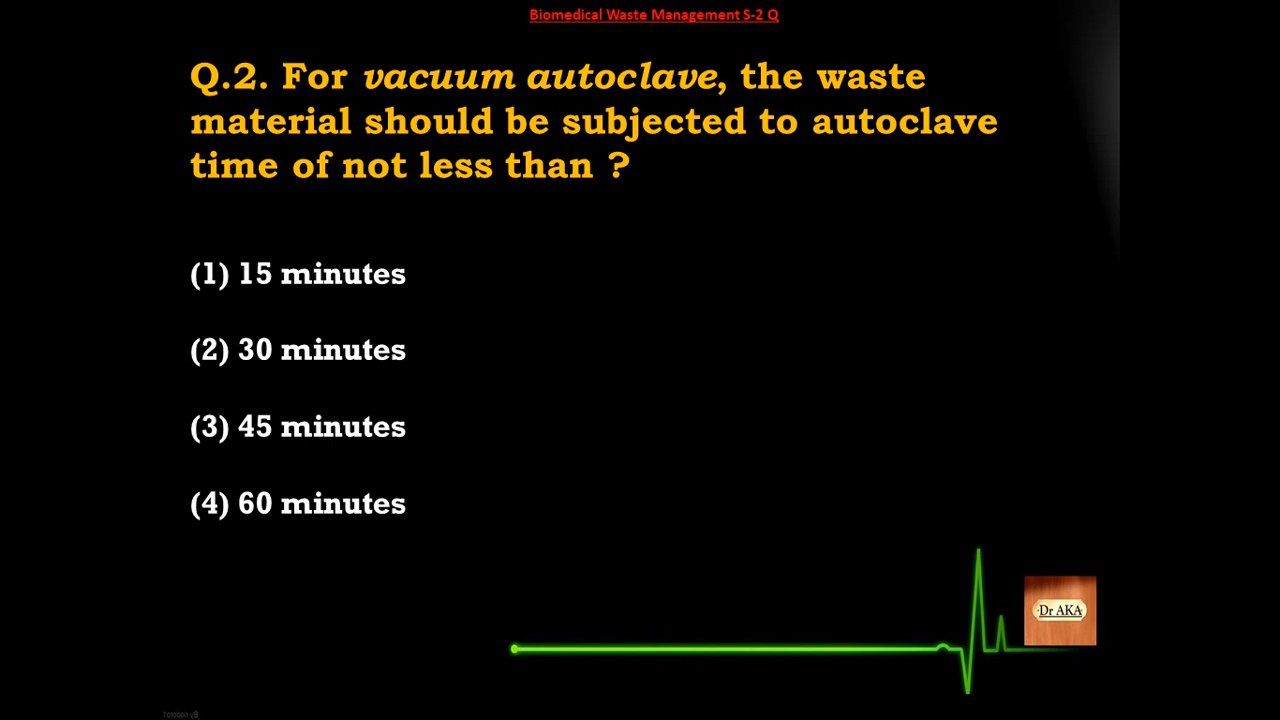 Biomedical Waste Management S-2 Q
Q.2. For vacuum autoclave, the waste
material should be subjected to autoclave
time of not less than ?
(1) 15 minutes
(2) 30 minutes
(3) 45 minutes
(4) 60 minutes
Dr AKA